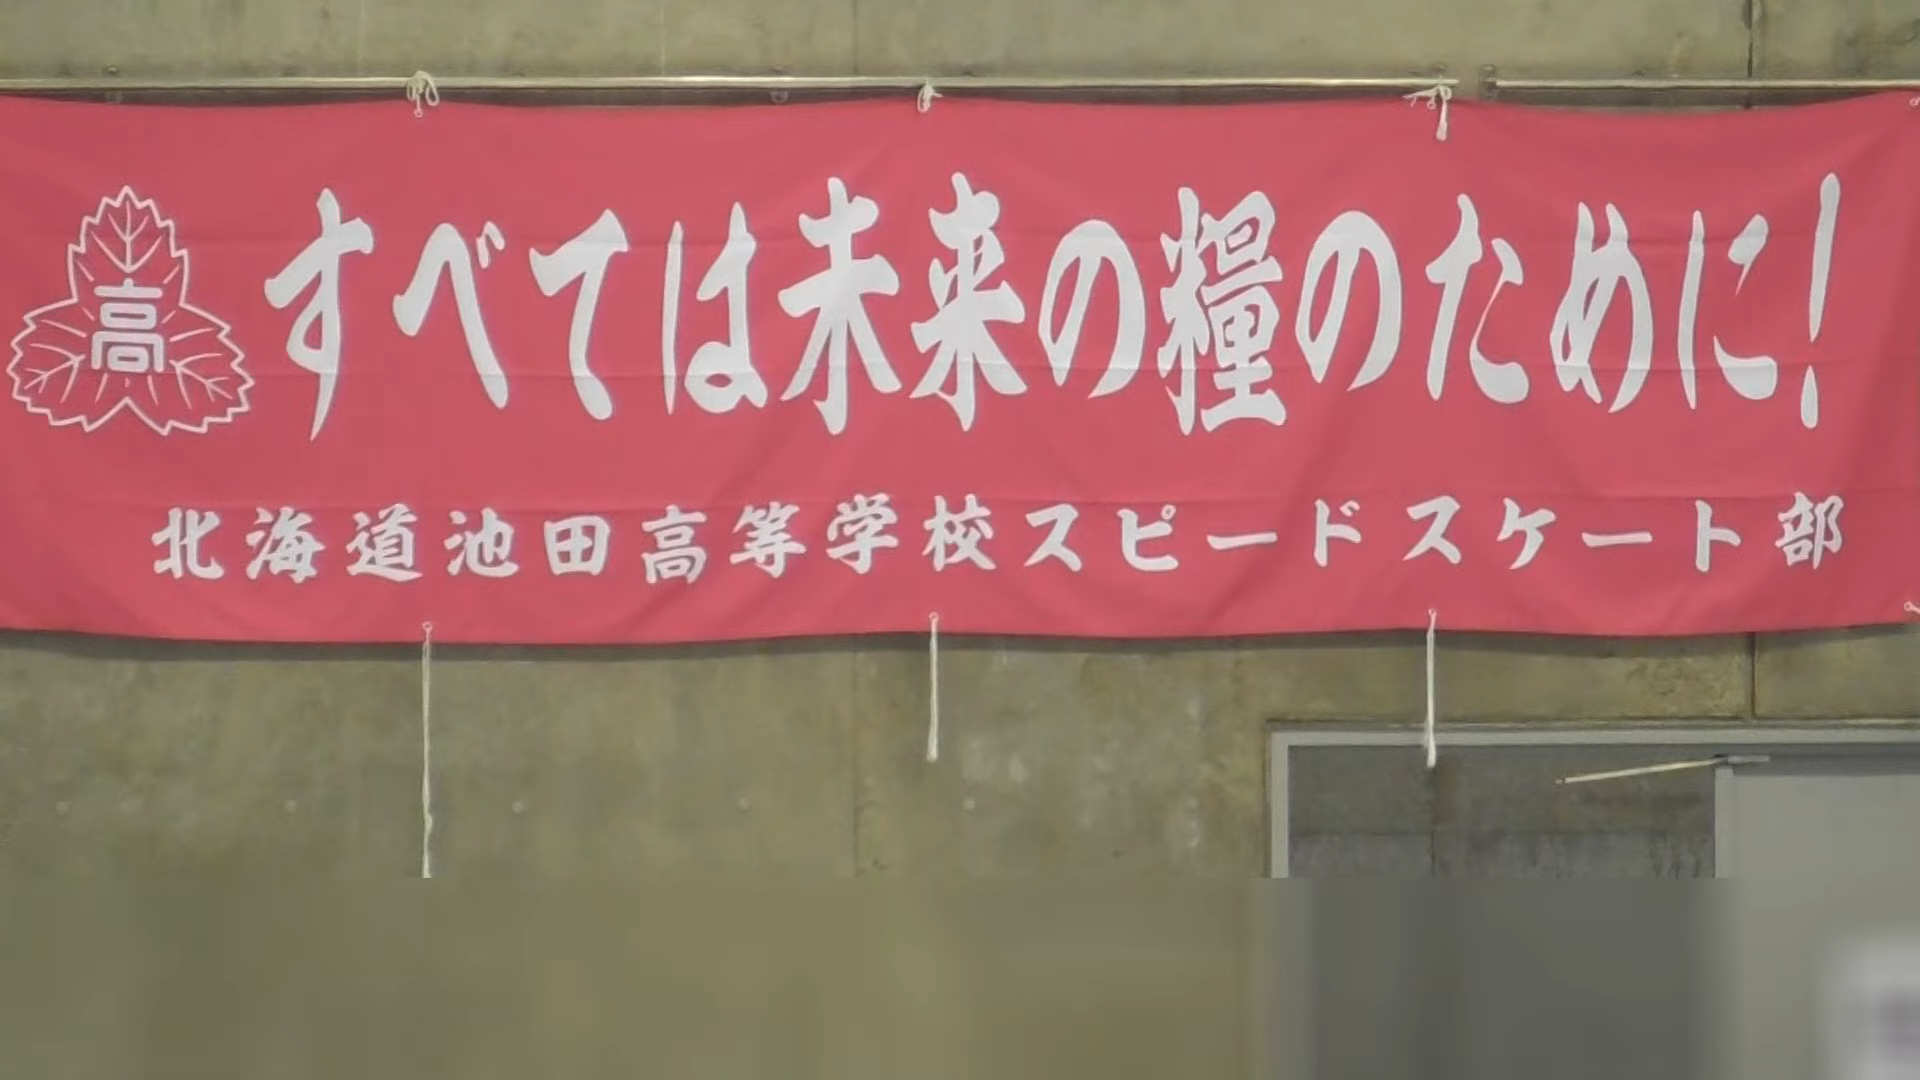 高
すべては未来の糧のために!
北海道池田高等学校スピードスケート部